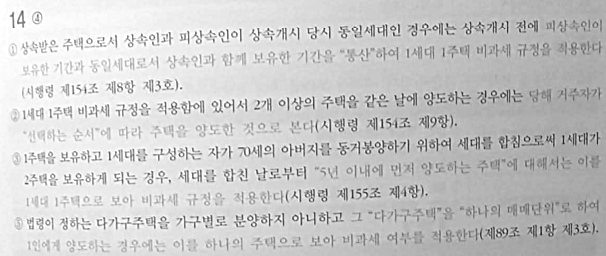 14 ④
① 상속받은 주택으로서 상속인과 피상속인이 상속개시 당시 동일세대인 경우에는 상속개시 전에 피상속인이
보유한 기간과 동일세대로서 상속인과 함께 보유한 기간을 “통산”하여 1세대 1주택 비과세 규정을 적용한다
(시행령 제154조 제8항 제3호).
② 1세대 1주택 비과세 규정을 적용함에 있어서 2개 이상의 주택을 같은 날에 양도하는 경우에는 당해 거주자가
“선택하는 순서”에 따라 주택을 양도한 것으로 본다(시행령 제154조 제9항).
③ 1주택을 보유하고 1세대를 구성하는 자가 70세의 아버지를 동거봉양하기 위하여 세대를 합침으로써 1세대가
2주택을 보유하게 되는 경우, 세대를 합친 날로부터 “5년 이내에 먼저 양도하는 주택”에 대해서는 이를
1세대 1주택으로 보아 비과세 규정을 적용한다(시행령 제155조 제4항).
⑤ 법령이 정하는 다가구주택을 가구별로 분양하지 아니하고 그 “다가구주택”을 “하나의 매매단위”로 하여
1인에게 양도하는 경우에는 이를 하나의 주택으로 보아 비과세 여부를 적용한다(제89조 제1항 제3호).